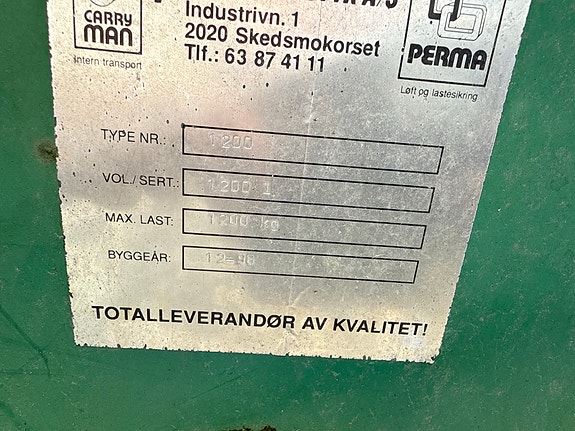 CARRY
MAN
Intern transport
Industrivn. 1
2020 Skedsmokorset
Tlf.: 63 87 41 11
PERMA
Løft og lastesikring
TYPE NR.: 1200
VOL./ SERT.: 1200 l
MAX. LAST: 1200 kg
BYGGEÅR: 12-98
TOTALLEVERANDØR AV KVALITET!